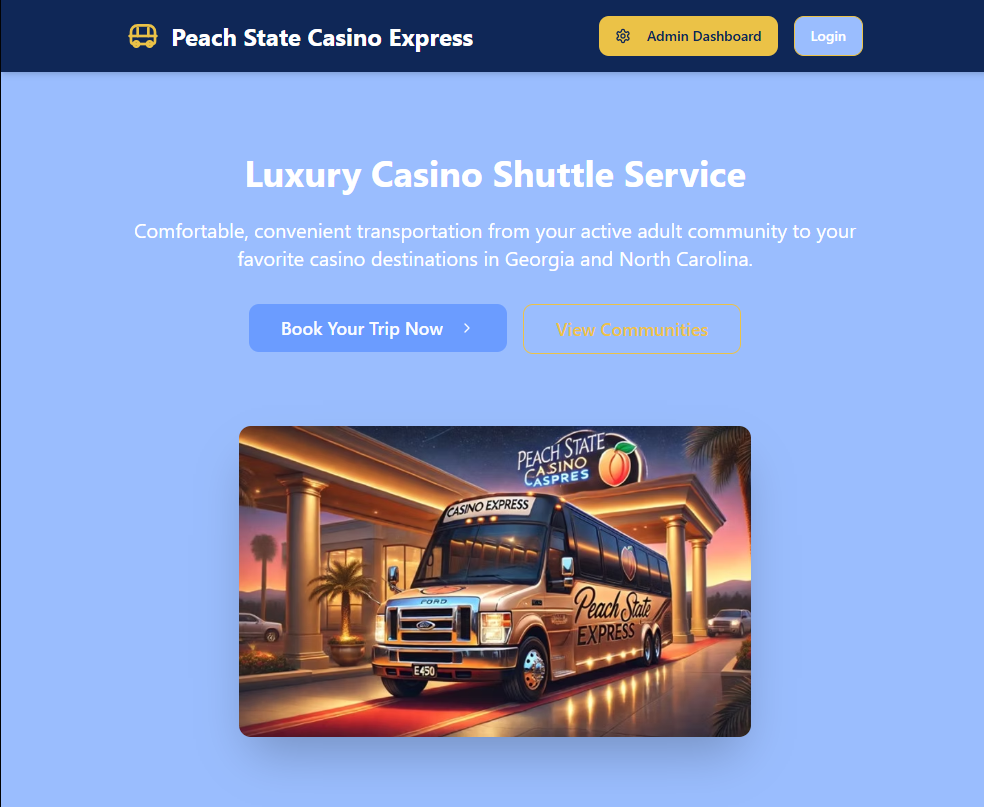 Peach State Casino Express
Admin Dashboard
Login
Luxury Casino Shuttle Service
Comfortable, convenient transportation from your active adult community to your
favorite casino destinations in Georgia and North Carolina.
Book Your Trip Now
View Communities
PEACH STATE
CASINO
CASPRES
CASINO EXPRESS
FORD
Peach State
EXPRESS
E450